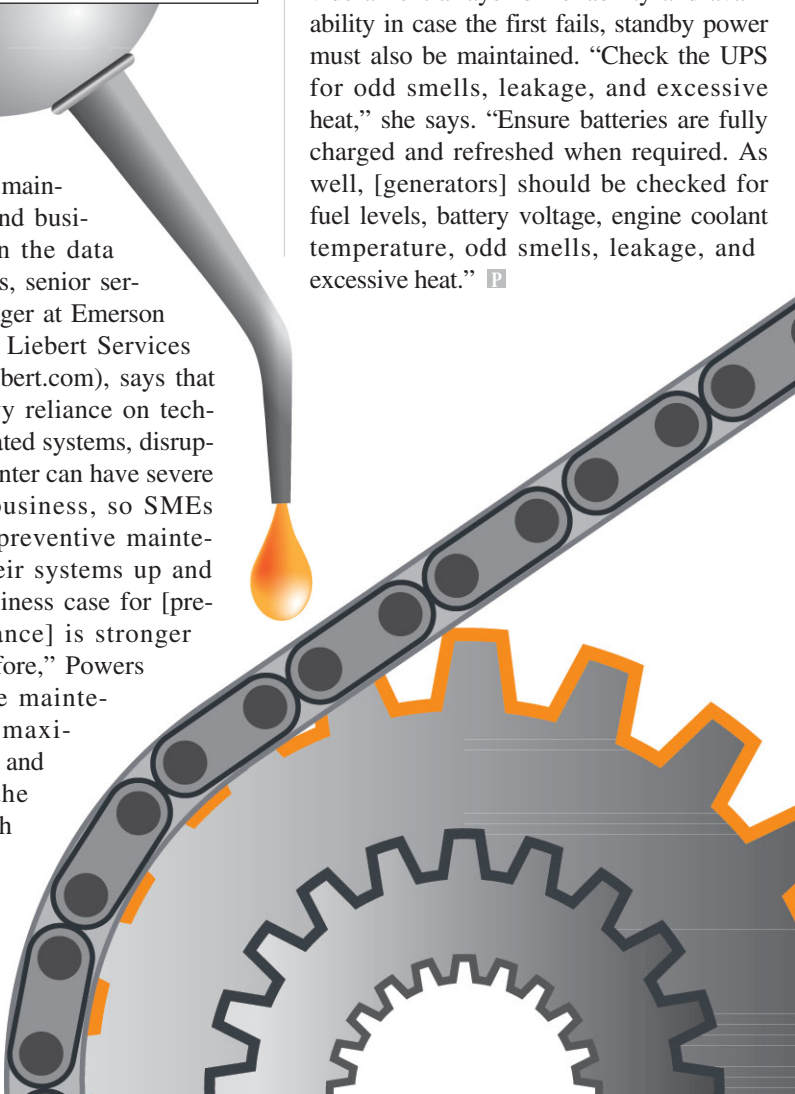 main-
nd busi-
n the data
s, senior ser-
ger at Emerson
Liebert Services
bert.com), says that
y reliance on tech-
ated systems, disrup-
nter can have severe
business, so SMEs
preventive mainte-
eir systems up and
iness case for [pre-
ance] is stronger
fore,” Powers
e mainte-
maxi-
and
the
h
ability in case the first fails, standby power
must also be maintained. “Check the UPS
for odd smells, leakage, and excessive
heat,” she says. “Ensure batteries are fully
charged and refreshed when required. As
well, [generators] should be checked for
fuel levels, battery voltage, engine coolant
temperature, odd smells, leakage, and
excessive heat.” P